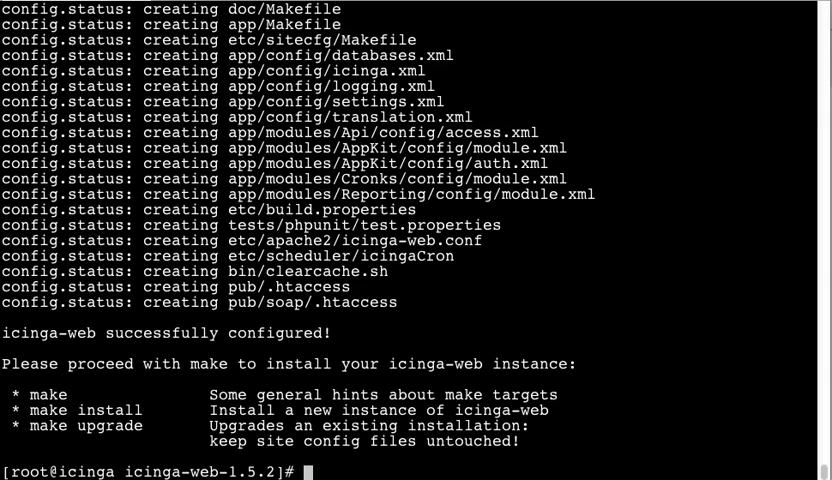 config.status: creating doc/Makefile
config.status: creating app/Makefile
config.status: creating etc/sitecfg/Makefile
config.status: creating app/config/databases.xml
config.status: creating app/config/icinga.xml
config.status: creating app/config/logging.xml
config.status: creating app/config/settings.xml
config.status: creating app/config/translation.xml
config.status: creating app/modules/Api/config/access.xml
config.status: creating app/modules/AppKit/config/module.xml
config.status: creating app/modules/AppKit/config/auth.xml
config.status: creating app/modules/Cronks/config/module.xml
config.status: creating app/modules/Reporting/config/module.xml
config.status: creating etc/build.properties
config.status: creating tests/phpunit/test.properties
config.status: creating etc/apache2/icinga-web.conf
config.status: creating etc/scheduler/icingaCron
config.status: creating bin/clearcache.sh
config.status: creating pub/.htaccess
config.status: creating pub/soap/.htaccess
icinga-web successfully configured!
Please proceed with make to install your icinga-web instance:
* make Some general hints about make targets
* make install Install a new instance of icinga-web
* make upgrade Upgrades an existing installation:
keep site config files untouched!
[root@icinga icinga-web-1.5.2]#